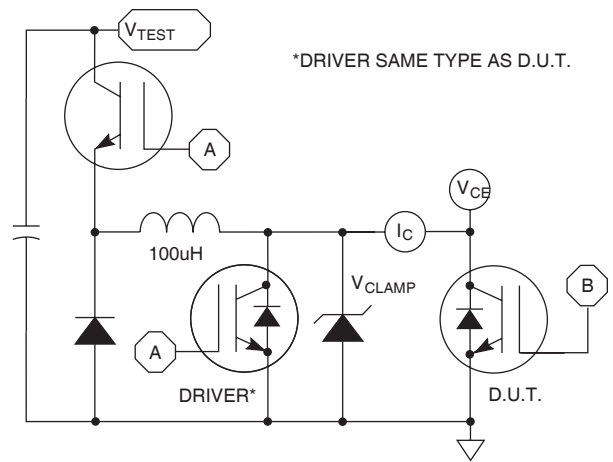 V_TEST
*DRIVER SAME TYPE AS D.U.T.
A
V_CE
100uH
I_C
V_CLAMP
B
A
DRIVER*
D.U.T.